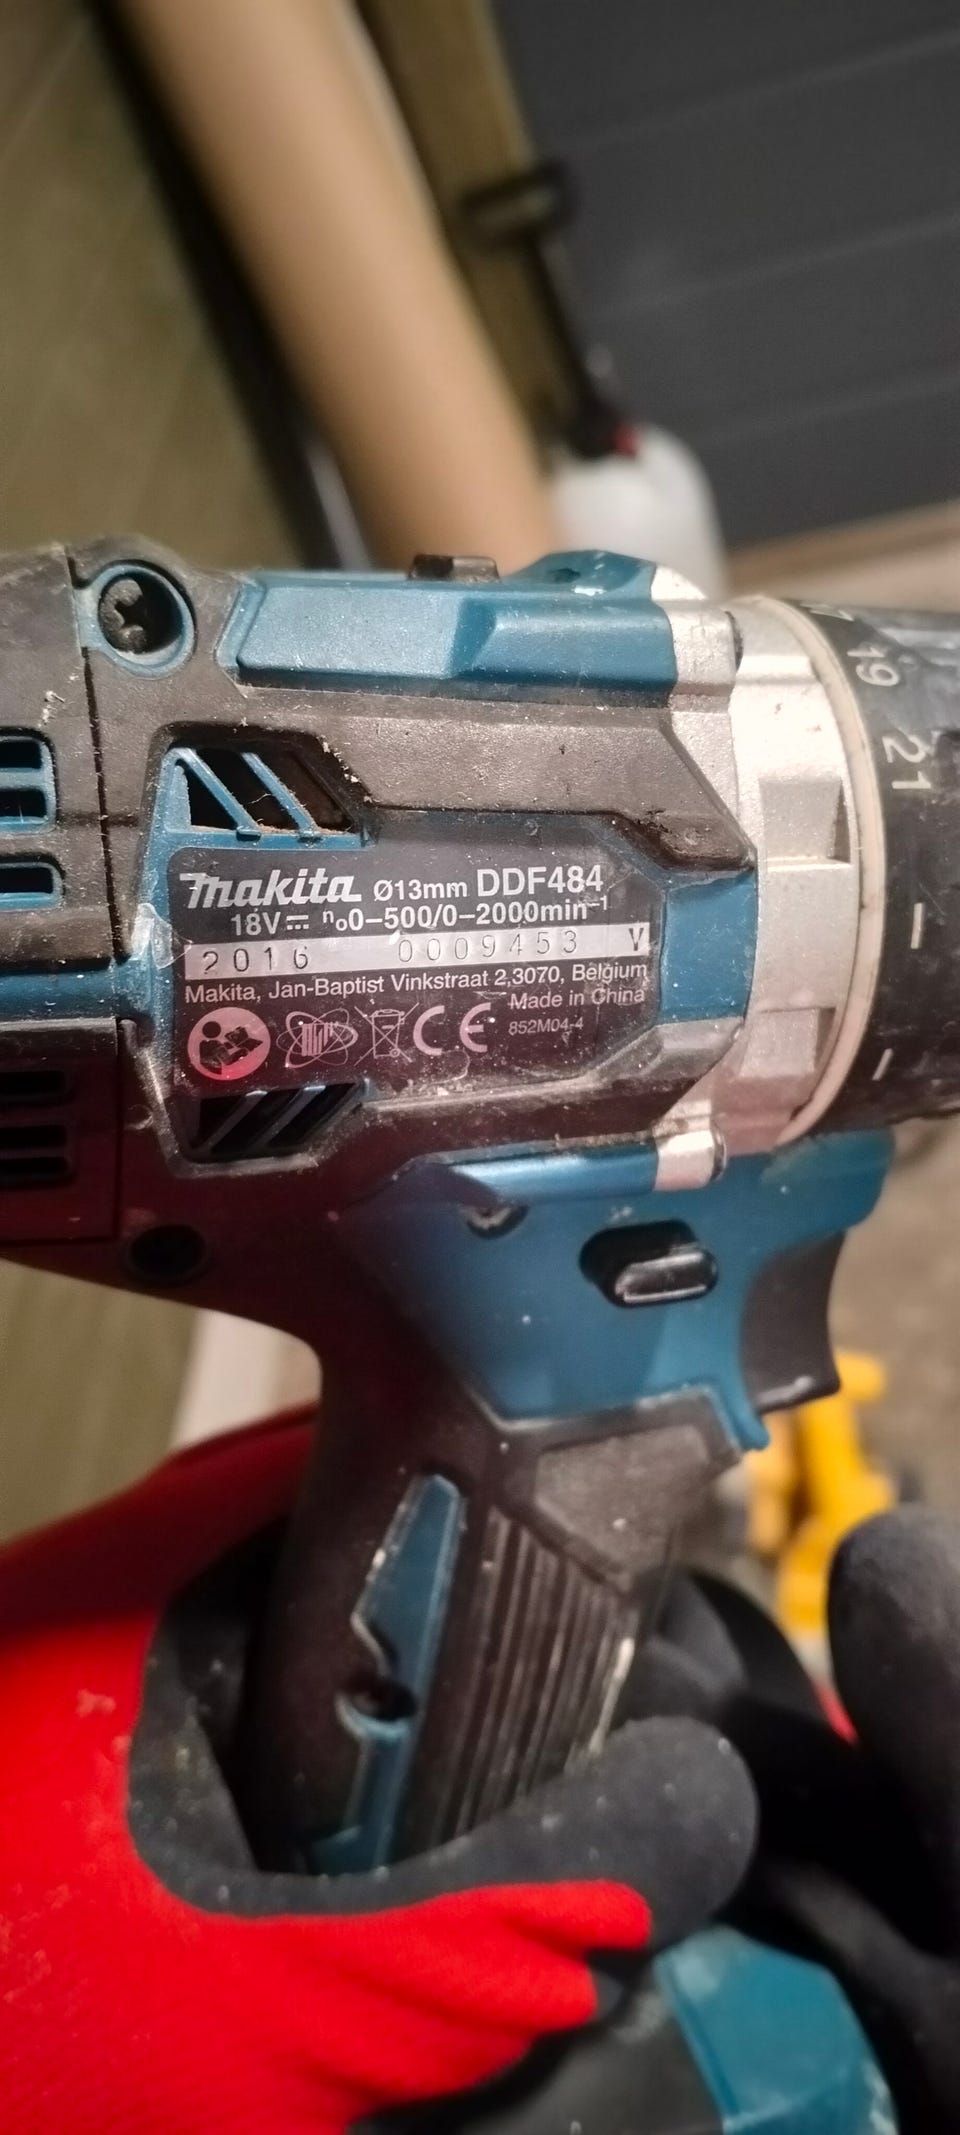 makita Ø13mm DDF484
18V⎓ n₀0–500/0–2000min⁻¹
2016 0009453 V
Makita, Jan-Baptist Vinkstraat 2,3070, Belgium
Made in China
CE 852M04-4
19
21